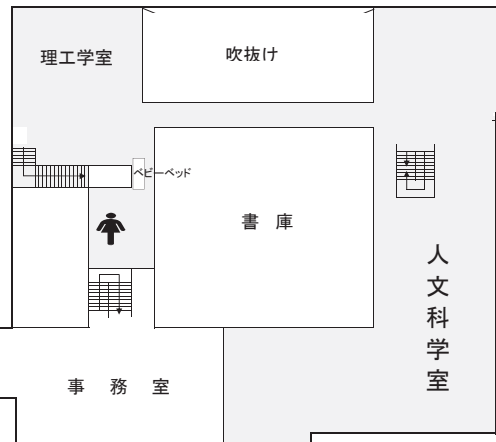 理工学室
吹抜け
ベビーベッド
書庫
人文科学室
事務室